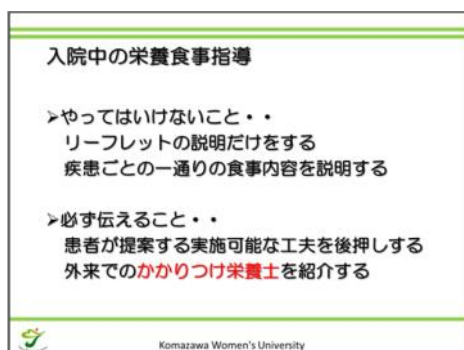 入院中の栄養食事指導
➢やってはいけないこと・・
リーフレットの説明だけをする
疾患ごとの一通りの食事内容を説明する
➢必ず伝えること・・
患者が提案する実施可能な工夫を後押しする
外来でのかかりつけ栄養士を紹介する
Komazawa Women's University